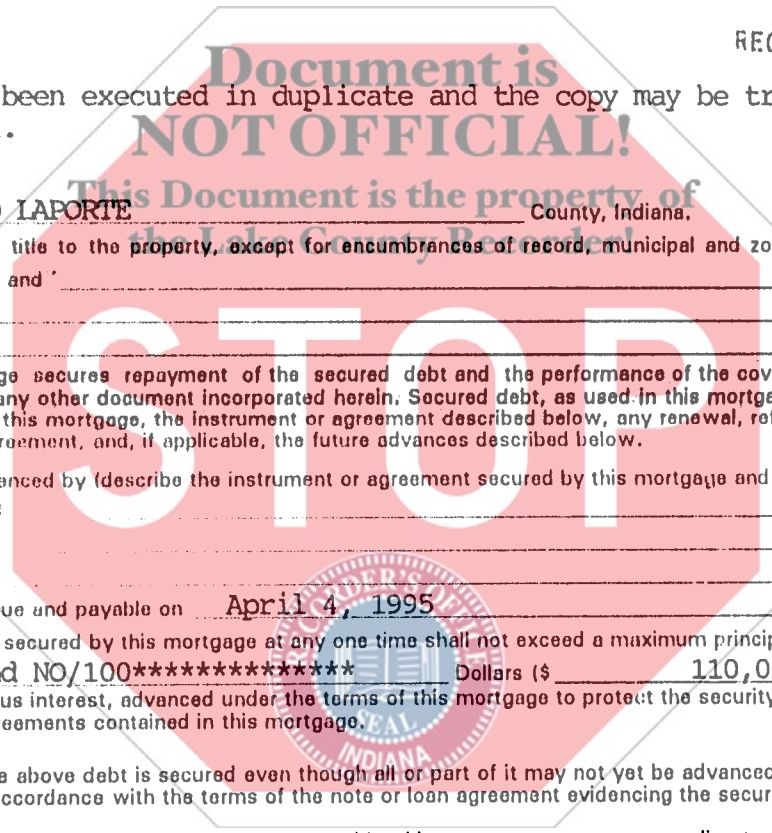 REC
Document is
been executed in duplicate and the copy may be tr
.
NOT OFFICIAL!
This Document is the property of
LAPORTE County, Indiana.
the Lake County Recorder!
title to the property, except for encumbrances of record, municipal and zo
and
STOP
ge secures repayment of the secured debt and the performance of the cov
any other document incorporated herein. Secured debt, as used in this mortga
this mortgage, the instrument or agreement described below, any renewal, ref
reement, and, if applicable, the future advances described below.
enced by (describe the instrument or agreement secured by this mortgage and
:
RECORDER'S OFFICE
ue and payable on April 4, 1995
secured by this mortgage at any one time shall not exceed a maximum princip
d NO/100************** Dollars ($ 110,0
us interest, advanced under the terms of this mortgage to protect the security
SEAL
eements contained in this mortgage.
INDIANA
e above debt is secured even though all or part of it may not yet be advanced
ccordance with the terms of the note or loan agreement evidencing the secur